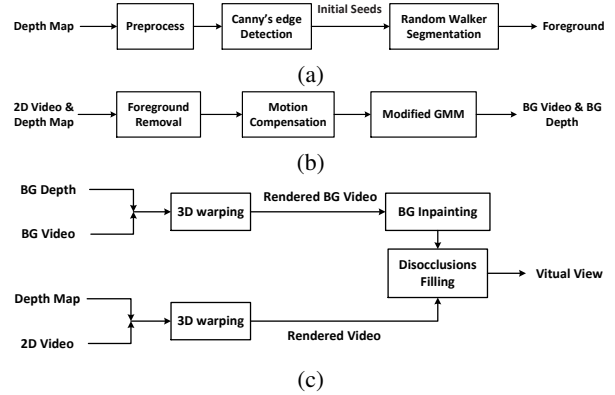 Depth Map
Preprocess
Canny's edge
Detection
Initial Seeds
Random Walker
Segmentation
Foreground
(a)
2D Video &
Depth Map
Foreground
Removal
Motion
Compensation
Modified GMM
BG Video & BG
Depth
(b)
BG Depth
BG Video
3D warping
Rendered BG Video
BG Inpainting
Disocclusions
Filling
Vitual View
Depth Map
2D Video
3D warping
Rendered Video
(c)